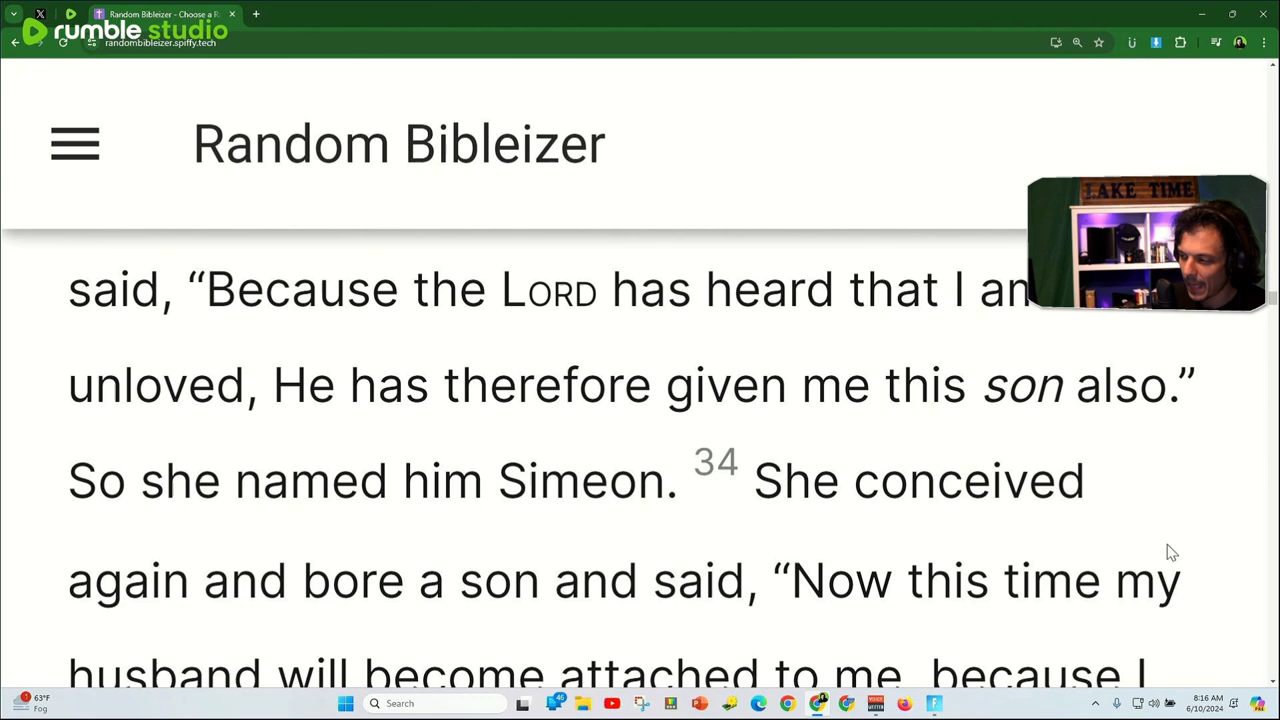 Random Bibleizer - Choose a R
rumble studio
randombibleizer.spiffy.tech
Random Bibleizer
LAKE TIME
said, “Because the LORD has heard that I am
unloved, He has therefore given me this son also.”
So she named him Simeon. 34 She conceived
again and bore a son and said, “Now this time my
husband will become attached to me, because I
63°F
Fog
Search
46
8:16 AM
6/10/2024